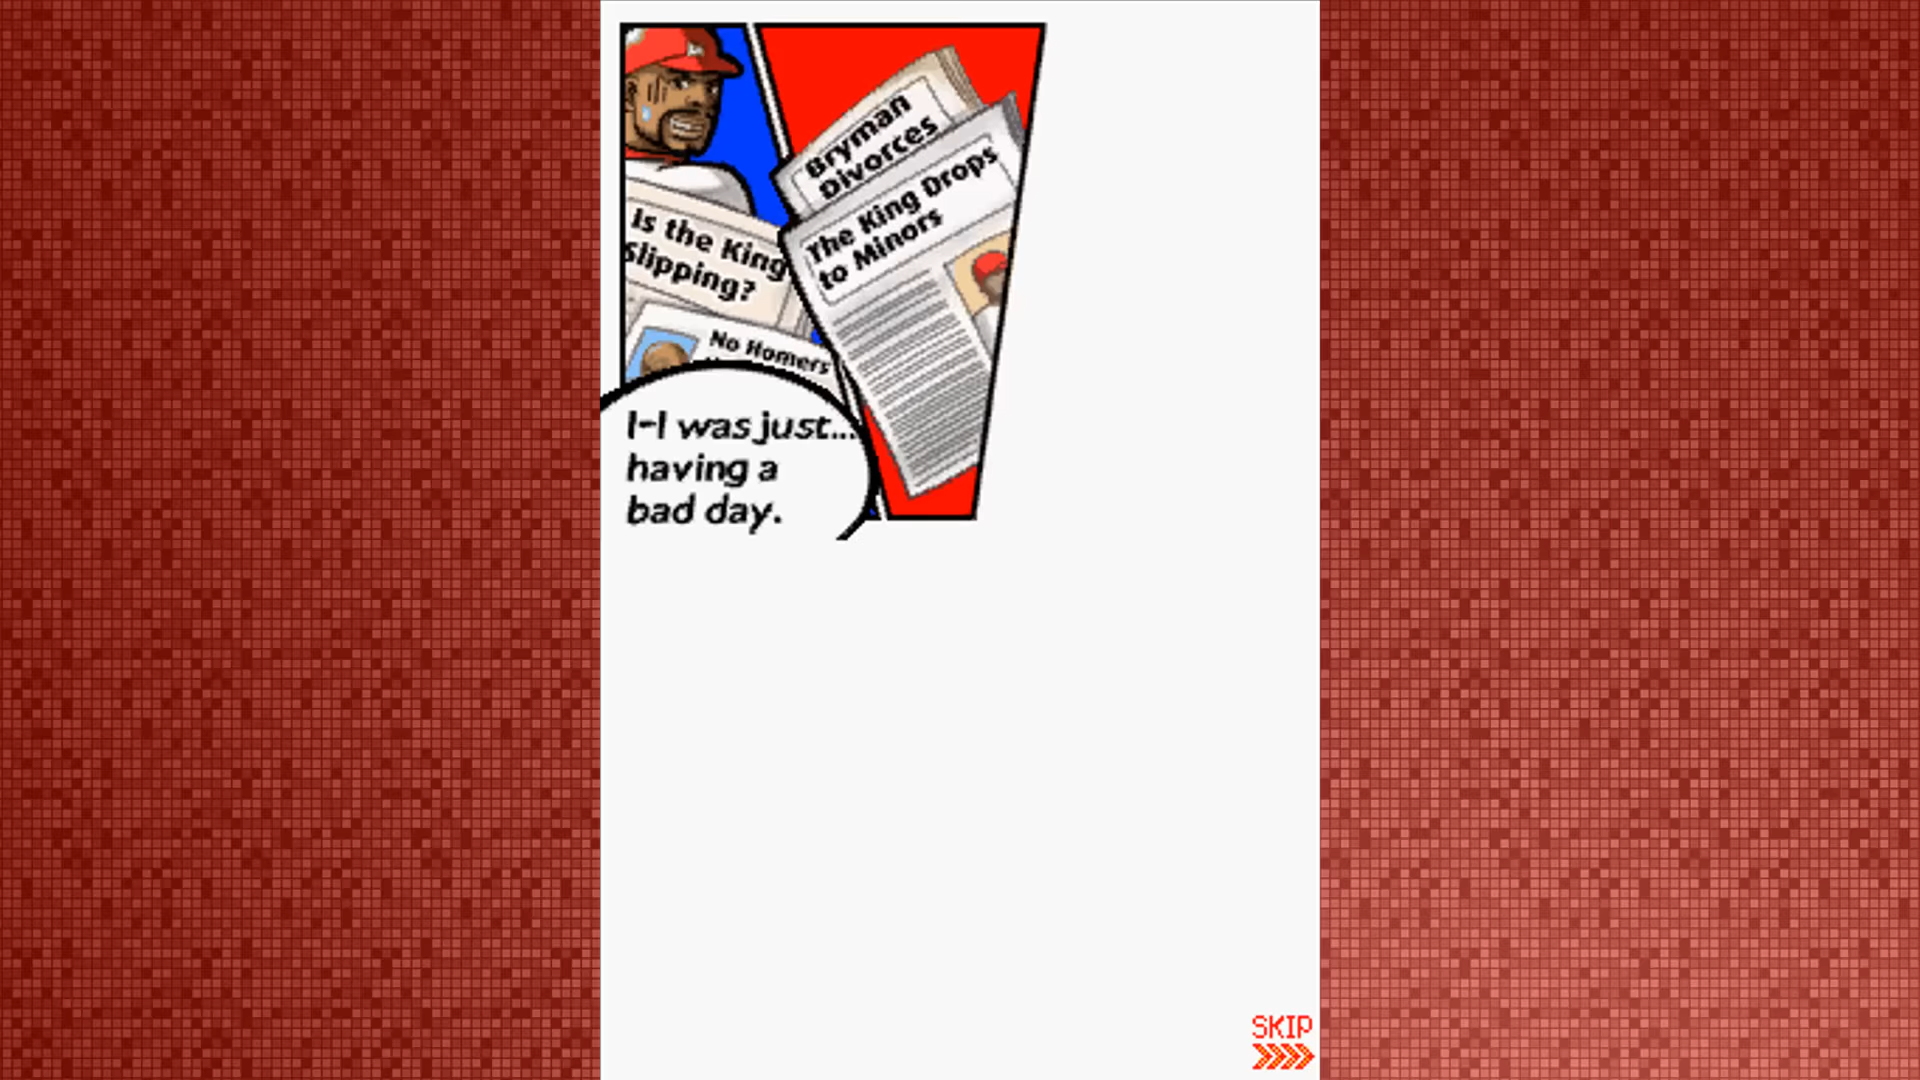 Is the King
Slipping?
No Homers
I-I was just...
having a
bad day.
Bryman
Divorces
The King Drops
to Minors
SKIP